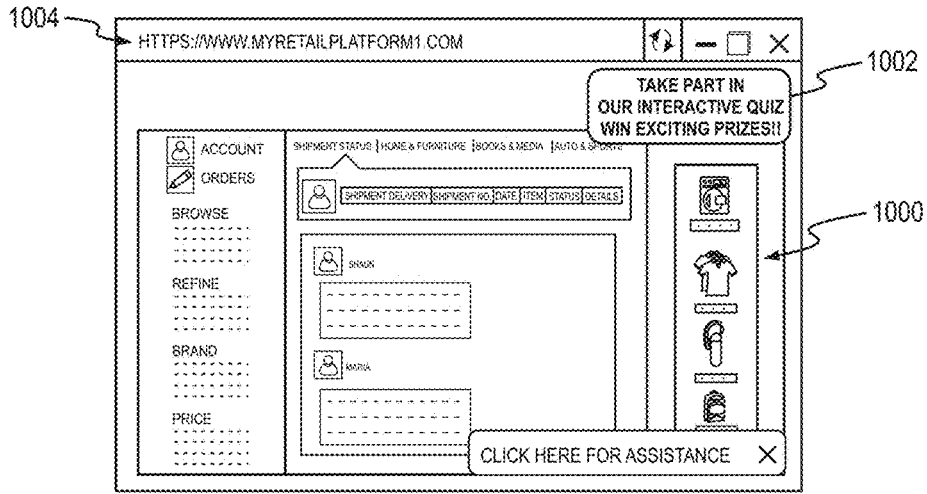 1004
HTTPS://WWW.MYRETAILPLATFORM1.COM
1002
TAKE PART IN
OUR INTERACTIVE QUIZ
WIN EXCITING PRIZES!!
ACCOUNT
ORDERS
SHIPMENT STATUS | HOME & FURNITURE | BOOKS & MEDIA | AUTO & SPORTS
SHIPMENT DELIVERY SHIPMENT NO. DATE ITEM STATUS DETAILS
BROWSE
REFINE
BRAND
PRICE
SHAUN
MARIA
1000
CLICK HERE FOR ASSISTANCE